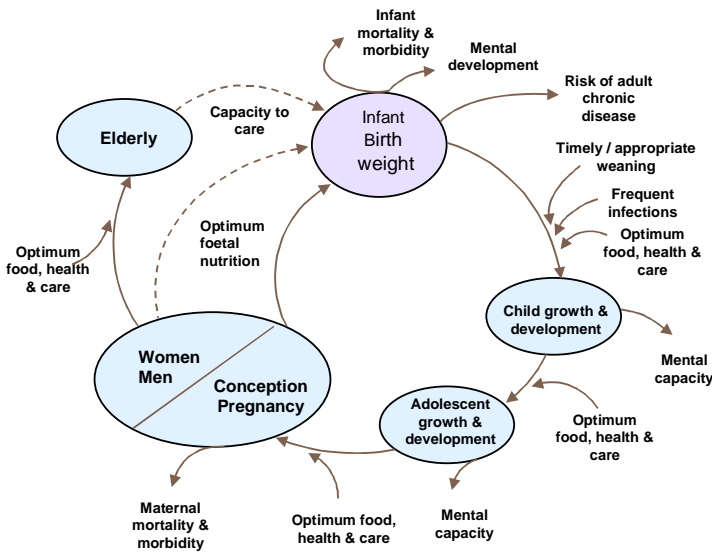 Infant
mortality &
morbidity
Mental
development
Risk of adult
chronic
disease
Elderly
Capacity to
care
Infant
Birth
weight
Timely / appropriate
weaning
Frequent
infections
Optimum
food, health &
care
Optimum
food, health
& care
Optimum
foetal
nutrition
Child growth &
development
Mental
capacity
Women
Men
Conception
Pregnancy
Adolescent
growth &
development
Optimum
food, health &
care
Maternal
mortality &
morbidity
Optimum food,
health & care
Mental
capacity